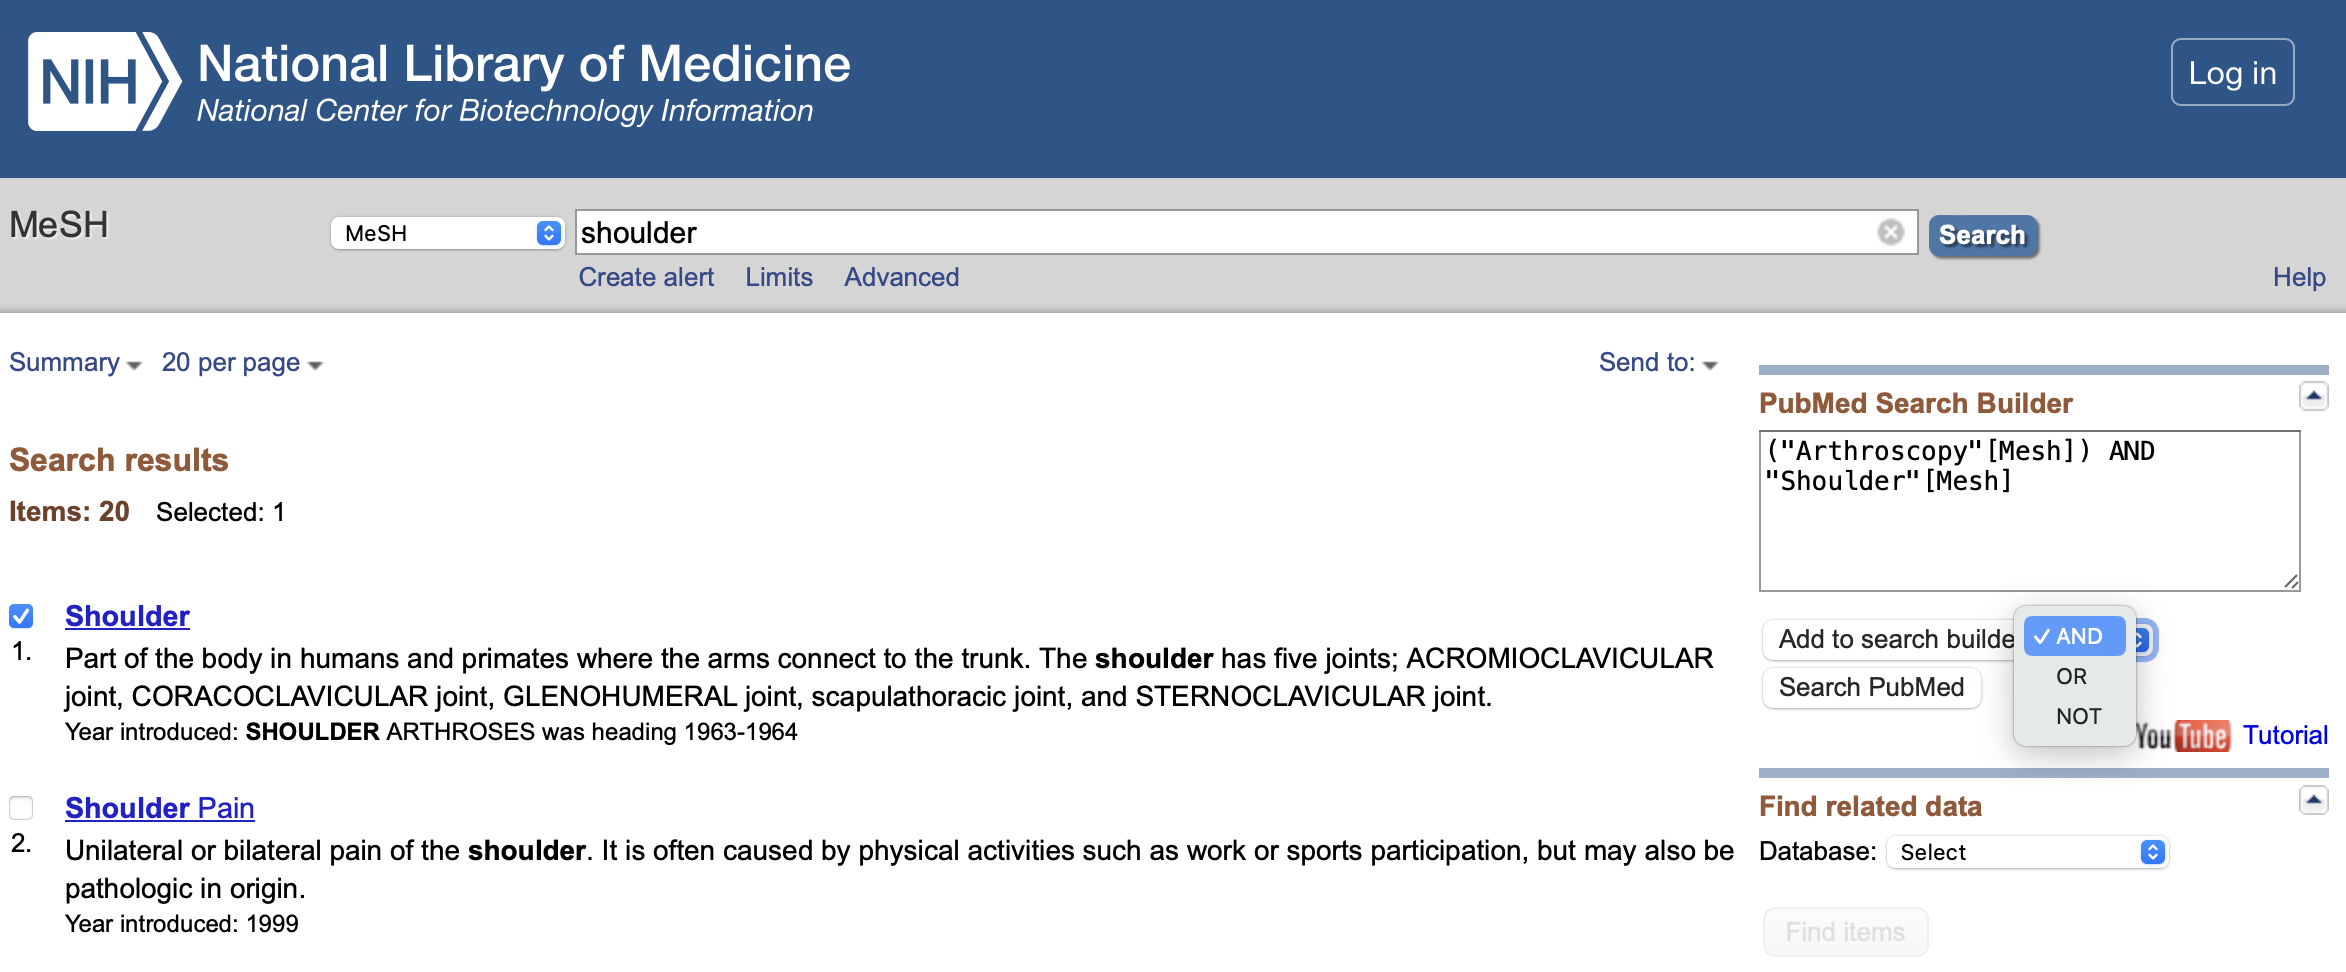 NIH
National Library of Medicine
National Center for Biotechnology Information
Log in
MeSH
MeSH
shoulder
Search
Create alert Limits Advanced
Help
Summary 20 per page
Send to:
Search results
Items: 20 Selected: 1
Shoulder
1. Part of the body in humans and primates where the arms connect to the trunk. The shoulder has five joints; ACROMIOCLAVICULAR
joint, CORACOCLAVICULAR joint, GLENOHUMERAL joint, scapulathoracic joint, and STERNOCLAVICULAR joint.
Year introduced: SHOULDER ARTHROSES was heading 1963-1964
Shoulder Pain
2. Unilateral or bilateral pain of the shoulder. It is often caused by physical activities such as work or sports participation, but may also be
pathologic in origin.
Year introduced: 1999
PubMed Search Builder
("Arthroscopy"[Mesh]) AND
"Shoulder"[Mesh]
Add to search builde
AND
OR
NOT
Search PubMed
YouTube Tutorial
Find related data
Database: Select
Find items